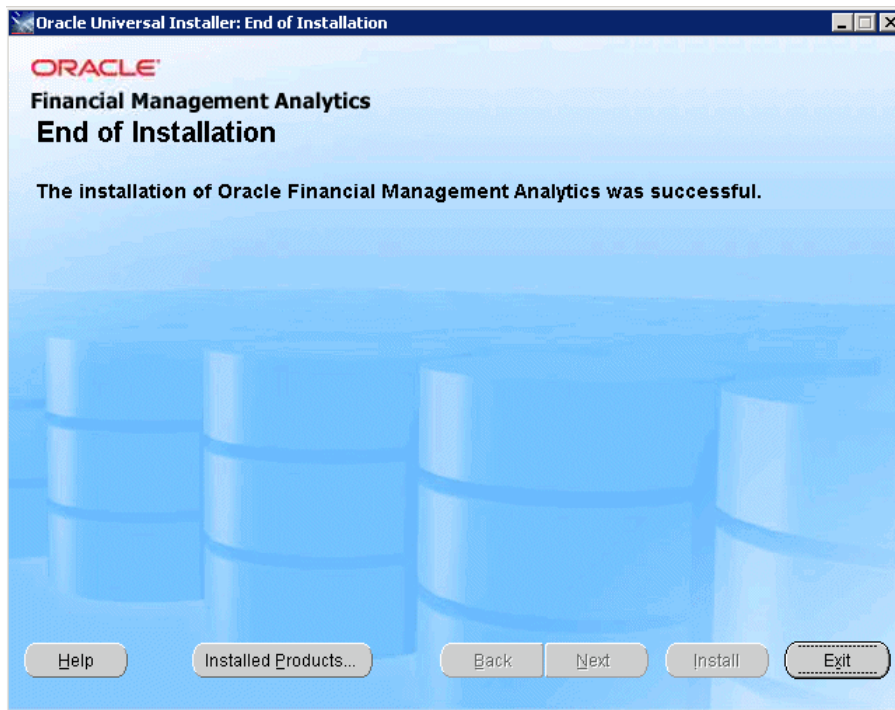 Oracle Universal Installer: End of Installation
ORACLE
Financial Management Analytics
End of Installation
The installation of Oracle Financial Management Analytics was successful.
Help Installed Products... Back Next Install Exit